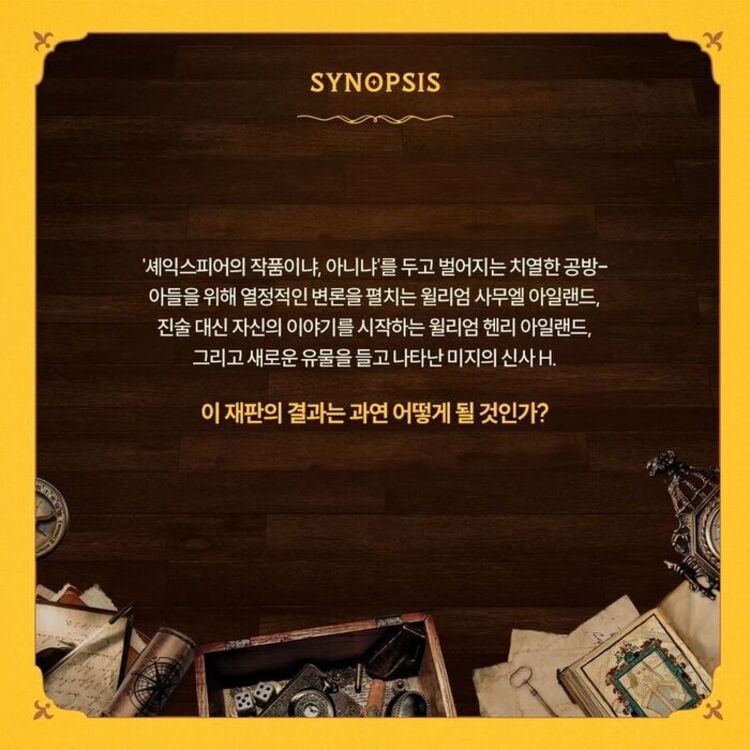 SYNOPSIS
'셰익스피어의 작품이냐, 아니냐'를 두고 벌어지는 치열한 공방-
아들을 위해 열정적인 변론을 펼치는 윌리엄 사무엘 아일랜드,
진술 대신 자신의 이야기를 시작하는 윌리엄 헨리 아일랜드,
그리고 새로운 유물을 들고 나타난 미지의 신사 H.
이 재판의 결과는 과연 어떻게 될 것인가?